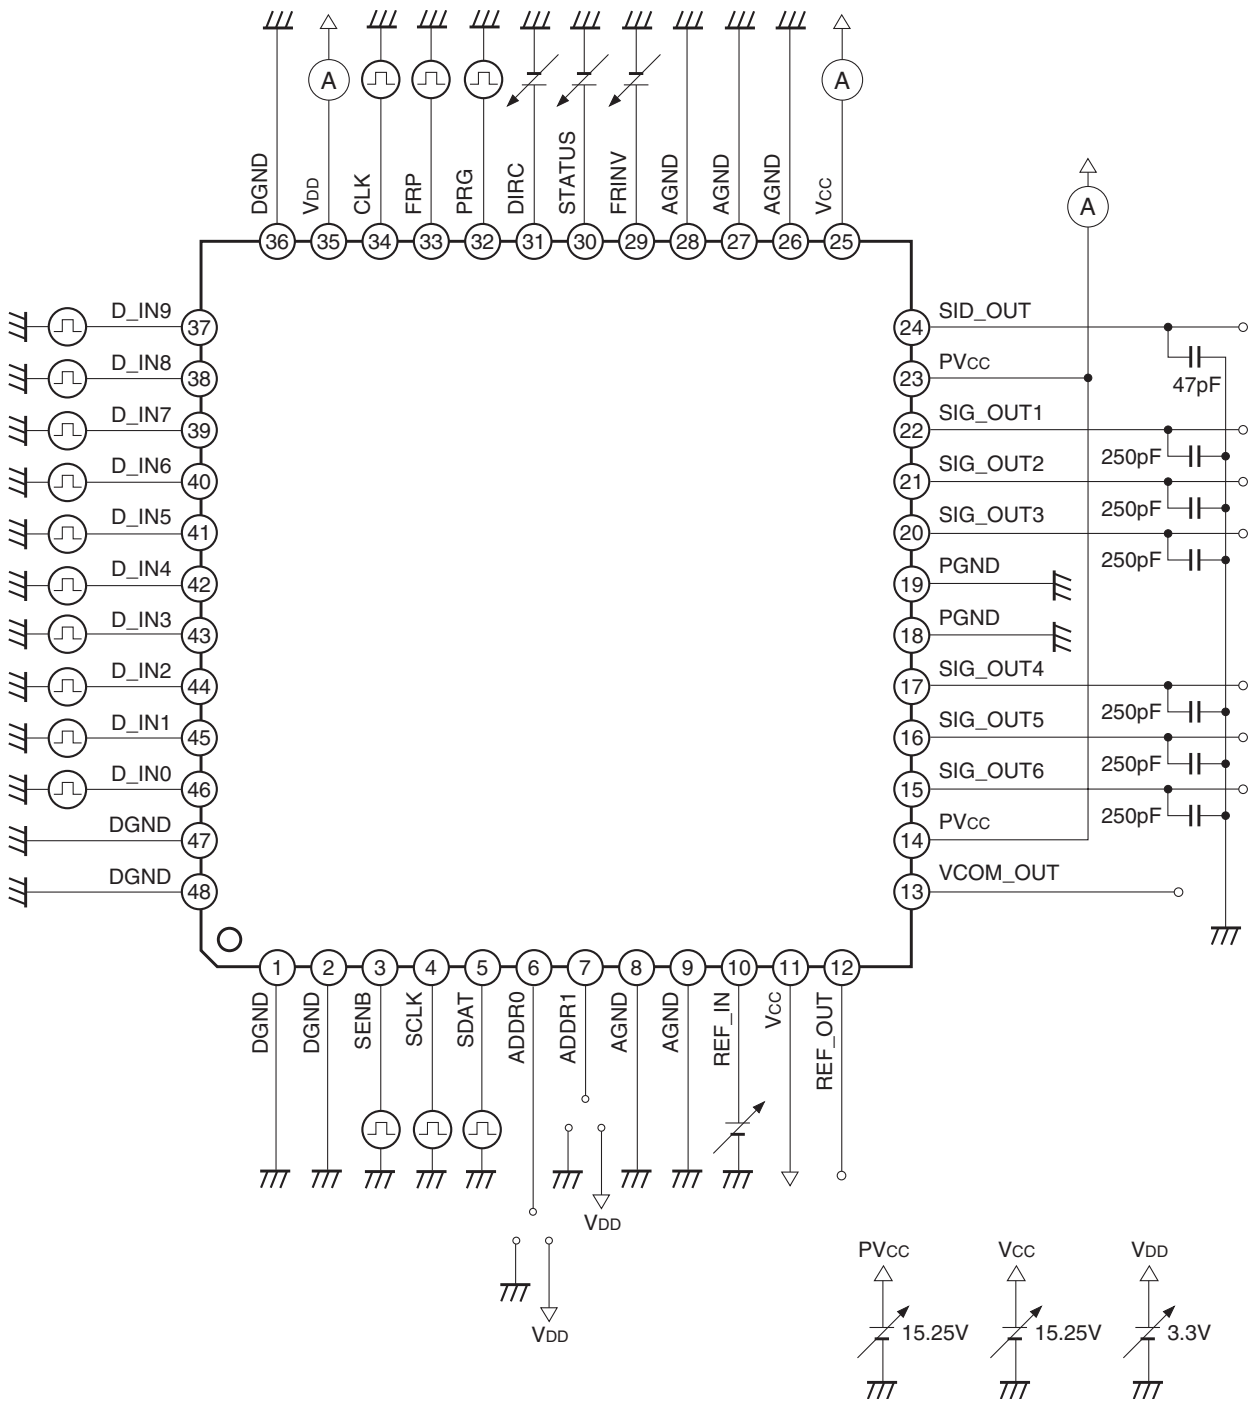 A
A
DGND
VDD
CLK
FRP
PRG
DIRC
STATUS
FRINV
AGND
AGND
AGND
VCC
A
36
35
34
33
32
31
30
29
28
27
26
25
D_IN9
37
D_IN8
38
D_IN7
39
D_IN6
40
D_IN5
41
D_IN4
42
D_IN3
43
D_IN2
44
D_IN1
45
D_IN0
46
DGND
47
DGND
48
24
SID_OUT
47pF
23
PVCC
22
SIG_OUT1
250pF
21
SIG_OUT2
250pF
20
SIG_OUT3
250pF
19
PGND
18
PGND
17
SIG_OUT4
250pF
16
SIG_OUT5
250pF
15
SIG_OUT6
250pF
14
PVCC
13
VCOM_OUT
1
2
3
4
5
6
7
8
9
10
11
12
DGND
DGND
SENB
SCLK
SDAT
ADDR0
ADDR1
AGND
AGND
REF_IN
VCC
REF_OUT
VDD
VDD
PVCC
15.25V
VCC
15.25V
VDD
3.3V